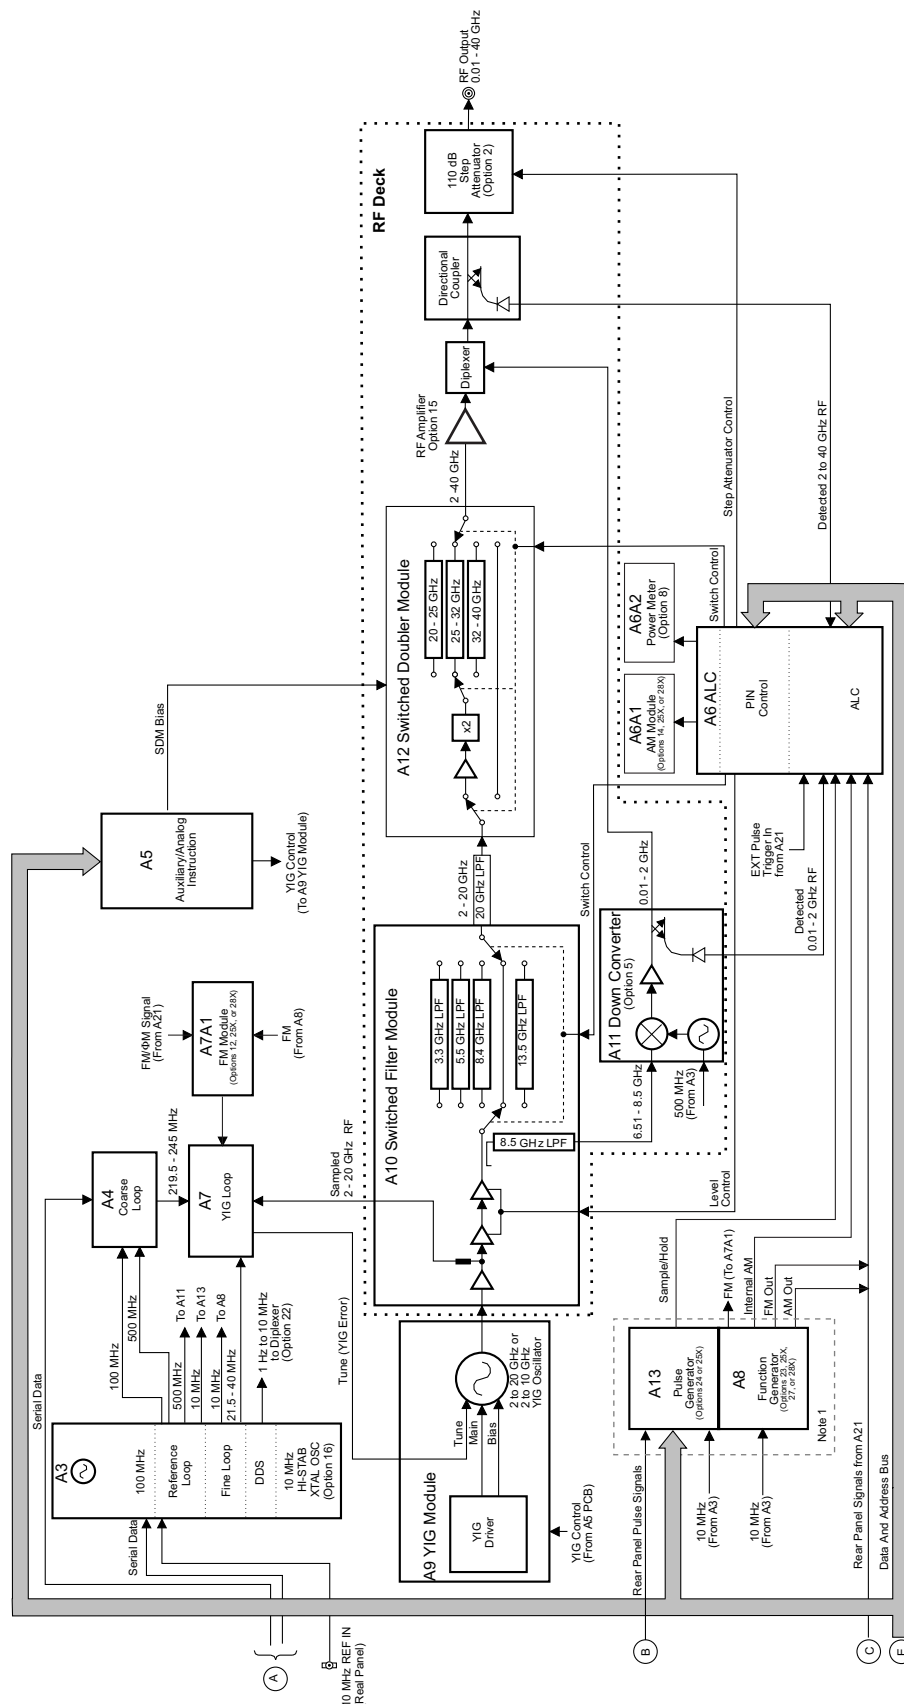 A3
100 MHz
Reference
Loop
Fine Loop
DDS
10 MHz
HI-STAB
XTAL OSC
(Option 16)
Serial Data
Serial Data
A
10 MHz REF IN
Real Panel)
100 MHz
500 MHz
500 MHz
To A11
10 MHz
To A13
10 MHz
To A8
21.5 - 40 MHz
1 Hz to 10 MHz
to Diplexer
(Option 22)
A4
Coarse
Loop
219.5 - 245 MHz
A7
YIG Loop
FM/ΦM Signal
(From A21)
A7A1
FM Module
(Options 12, 25X, or 28X)
FM
(From A8)
Tune (YIG Error)
Sampled
2 - 20 GHz RF
A5
Auxiliary/Analog
Instruction
YIG Control
(To A9 YIG Module)
SDM Bias
A9 YIG Module
YIG
Driver
Tune
Main
Bias
2 to 20 GHz or
2 to 10 GHz
YIG Oscillator
YIG Control
(From A5 PCB)
A10 Switched Filter Module
3.3 GHz LPF
5.5 GHz LPF
8.4 GHz LPF
13.5 GHz LPF
8.5 GHz LPF
2 - 20 GHz
20 GHz LPF
A12 Switched Doubler Module
x2
20 - 25 GHz
25 - 32 GHz
32 - 40 GHz
2 -40 GHz
RF Amplifier
Option 15
Diplexer
Directional
Coupler
110 dB
Step
Attenuator
(Option 2)
RF Deck
RF Output
0.01 - 40 GHz
6.51 - 8.5 GHz
500 MHz
(From A3)
A11 Down Converter
(Option 5)
0.01 - 2 GHz
Switch Control
Level
Control
Detected
0.01 - 2 GHz RF
EXT Pulse
Trigger In
from A21
A6A1
AM Module
(Options 14, 25X, or 28X)
A6A2
Power Meter
(Option 8)
A6 ALC
PIN
Control
ALC
Switch Control
Step Attenuator Control
Detected 2 to 40 GHz RF
B
Rear Panel Pulse Signals
10 MHz
(From A3)
10 MHz
(From A3)
A13
Pulse
Generator
(Options 24 or 25X)
A8
Function
Generator
(Options 23, 25X,
27, or 28X)
Note 1
Sample/Hold
FM (To A7A1)
Internal AM
FM Out
AM Out
C
Rear Panel Signals from A21
Data And Address Bus